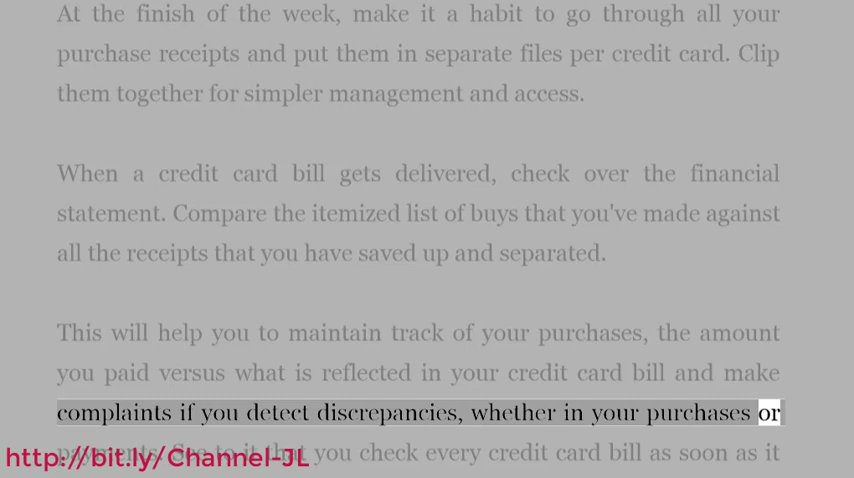 At the finish of the week, make it a habit to go through all your
purchase receipts and put them in separate files per credit card. Clip
them together for simpler management and access.
When a credit card bill gets delivered, check over the financial
statement. Compare the itemized list of buys that you've made against
all the receipts that you have saved up and separated.
This will help you to maintain track of your purchases, the amount
you paid versus what is reflected in your credit card bill and make
complaints if you detect discrepancies, whether in your purchases or
payments. See to it that you check every credit card bill as soon as it
http://bit.ly/Channel-JL